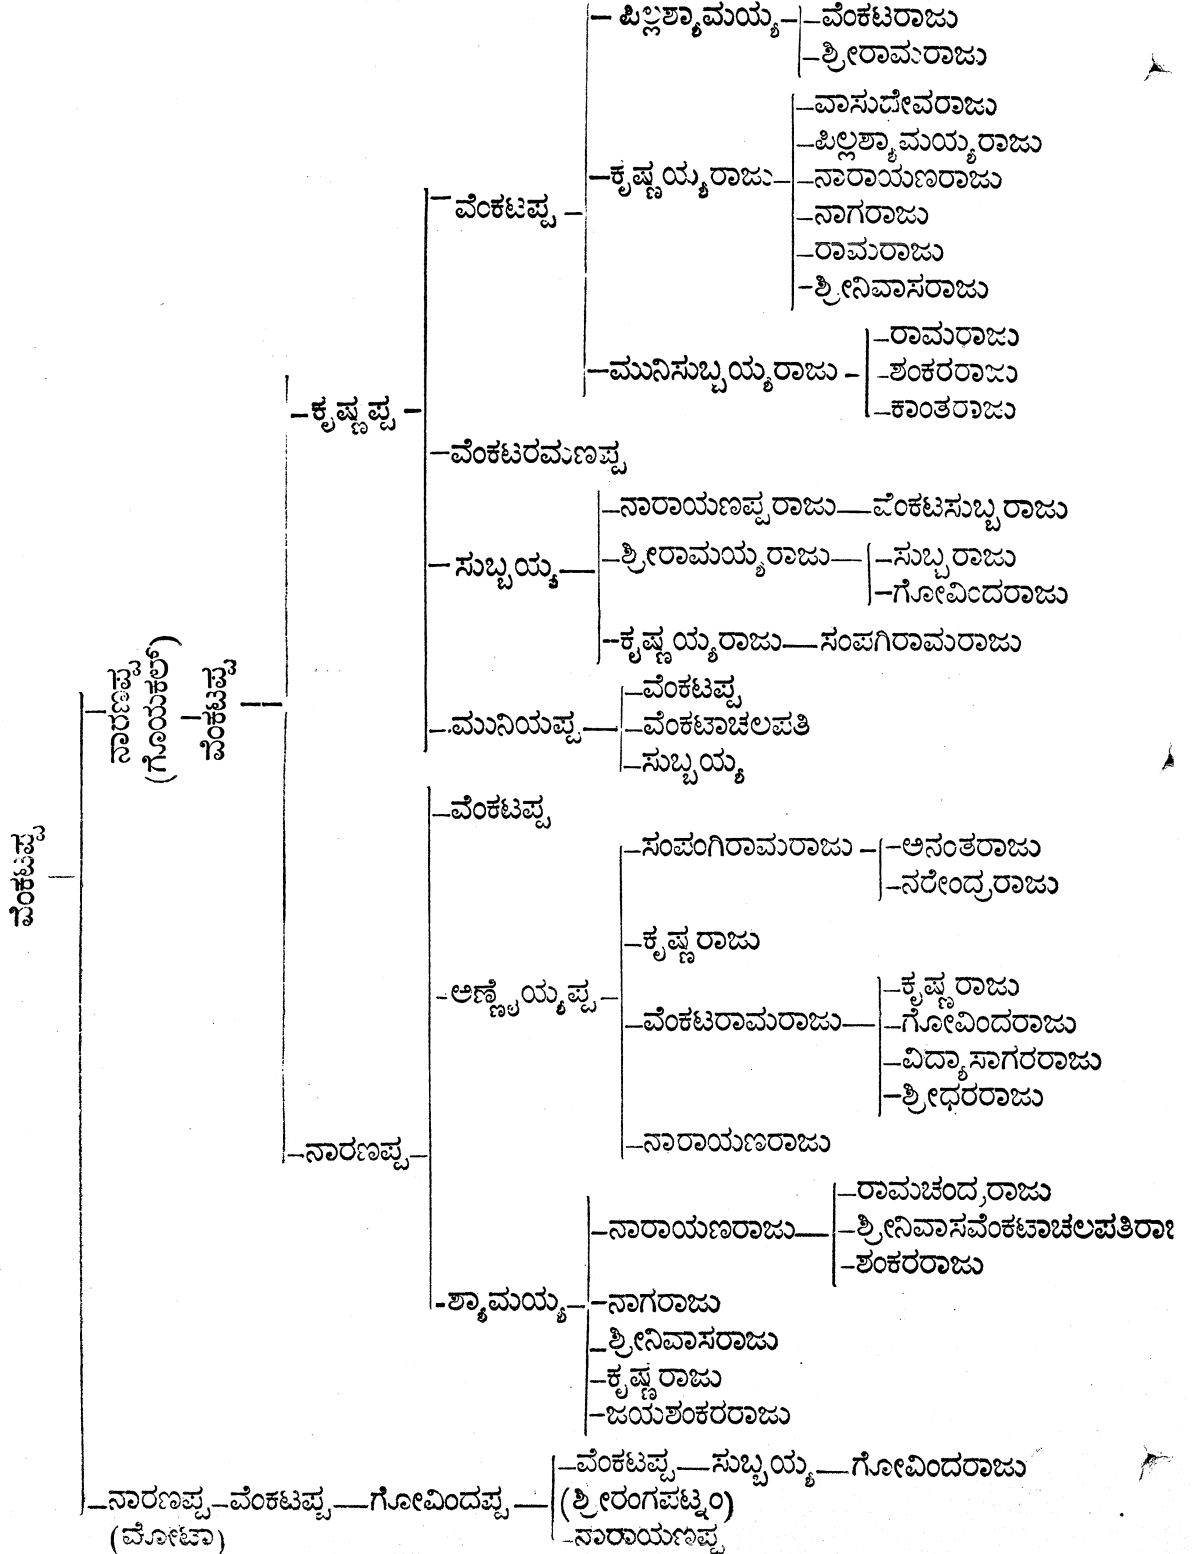 ಪಿಲ್ಲಶ್ಯಾಮಯ್ಯ
ವೆಂಕಟರಾಜು
ಶ್ರೀರಾಮರಾಜು
ವಾಸುದೇವರಾಜು
ಪಿಲ್ಲಶ್ಯಾಮಯ್ಯರಾಜು
ಕೃಷ್ಣಯ್ಯರಾಜು
ನಾರಾಯಣರಾಜು
ವೆಂಕಟಪ್ಪ
ನಾಗರಾಜು
ರಾಮರಾಜು
ಶ್ರೀನಿವಾಸರಾಜು
ರಾಮರಾಜು
ಮುನಿಸುಬ್ಬಯ್ಯರಾಜು
ಶಂಕರರಾಜು
ಕೃಷ್ಣಪ್ಪ
ಕಾಂತರಾಜು
ವೆಂಕಟರಮಣಪ್ಪ
ನಾರಾಯಣಪ್ಪರಾಜು
ವೆಂಕಟಸುಬ್ಬರಾಜು
ಸುಬ್ಬಯ್ಯ
ಶ್ರೀರಾಮಯ್ಯರಾಜು
ಸುಬ್ಬರಾಜು
ಗೋವಿಂದರಾಜು
ಕೃಷ್ಣಯ್ಯರಾಜು
ಸಂಪಗಿರಾಮರಾಜು
ನಾರಣಪ್ಪ
(ಗೊಯಕಲ್)
ವೆಂಕಟಪ್ಪ
ವೆಂಕಟಪ್ಪ
ಮುನಿಯಪ್ಪ
ವೆಂಕಟಾಚಲಪತಿ
ಸುಬ್ಬಯ್ಯ
ವೆಂಕಟಪ್ಪ
ವೆಂಕಟಪ್ಪ
ಸಂಪಂಗಿರಾಮರಾಜು
ಅನಂತರಾಜು
ನರೇಂದ್ರರಾಜು
ಕೃಷ್ಣರಾಜು
ಅಣ್ಣೈಯ್ಯಪ್ಪ
ಕೃಷ್ಣರಾಜು
ವೆಂಕಟರಾಮರಾಜು
ಗೋವಿಂದರಾಜು
ವಿದ್ಯಾಸಾಗರರಾಜು
ಶ್ರೀಧರರಾಜು
ನಾರಣಪ್ಪ
ನಾರಾಯಣರಾಜು
ರಾಮಚಂದ್ರರಾಜು
ನಾರಾಯಣರಾಜು
ಶ್ರೀನಿವಾಸವೆಂಕಟಾಚಲಪತಿರಾ
ಶಂಕರರಾಜು
ಶ್ಯಾಮಯ್ಯ
ನಾಗರಾಜು
ಶ್ರೀನಿವಾಸರಾಜು
ಕೃಷ್ಣರಾಜು
ಜಯಶಂಕರರಾಜು
ವೆಂಕಟಪ್ಪ
ಸುಬ್ಬಯ್ಯ
ಗೋವಿಂದರಾಜು
ನಾರಣಪ್ಪ
ವೆಂಕಟಪ್ಪ
ಗೋವಿಂದಪ್ಪ
(ಶ್ರೀರಂಗಪಟ್ನಂ)
(ಮೋಟಾ)
ನಾರಾಯಣಪ್ಪ